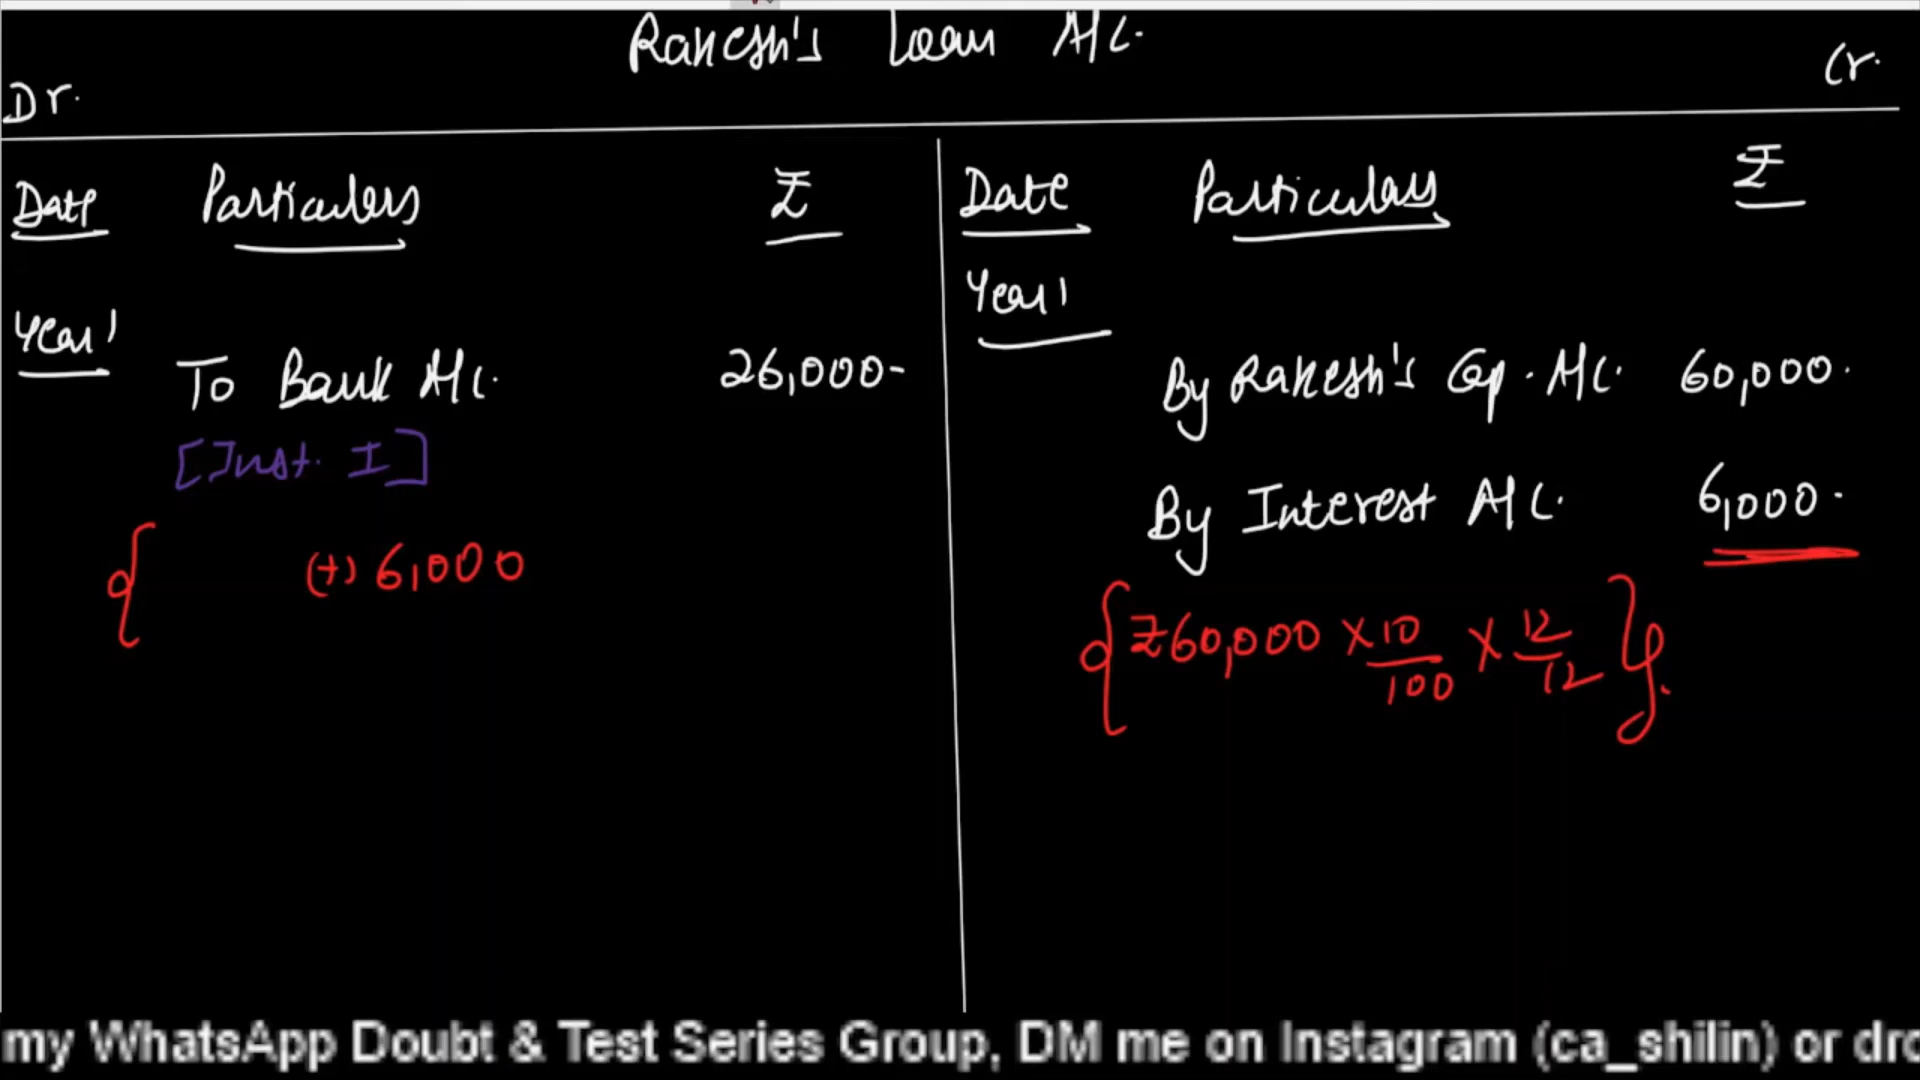 Rakesh's Loan A/c.
Dr. Cr.
Date Particulars ₹ Date Particulars ₹
Year 1 Year 1
To Bank A/c. 26,000- By Rakesh's Cap. A/c. 60,000.
[Inst. I]
By Interest A/c. 6,000.
{ (+) 6,000
{₹60,000 × 10/100 × 12/12}.
my WhatsApp Doubt & Test Series Group, DM me on Instagram (ca_shilin) or dro